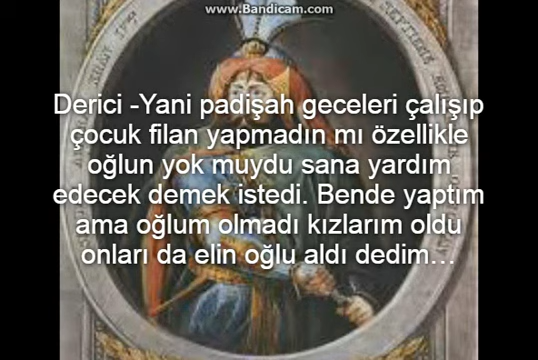 www.Bandicam.com
Derici -Yani padişah geceleri çalışıp
çocuk filan yapmadın mı özellikle
oğlun yok muydu sana yardım
edecek demek istedi. Bende yaptım
ama oğlum olmadı kızlarım oldu
onları da elin oğlu aldı dedim…